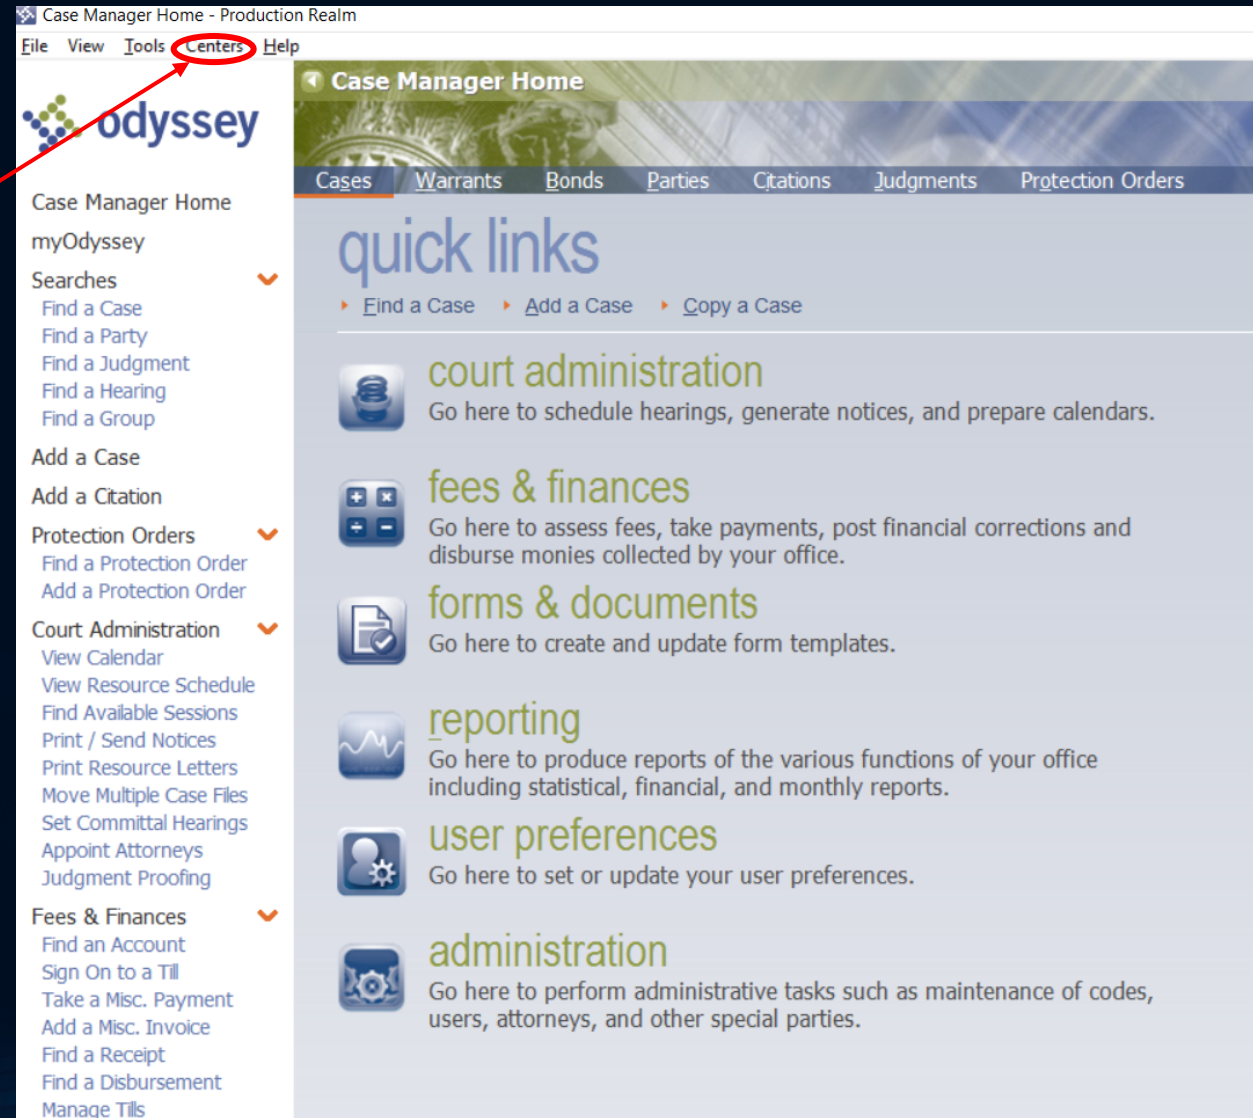 Case Manager Home - Production Realm
File View Tools Centers Help
odyssey
Case Manager Home
myOdyssey
Searches
Find a Case
Find a Party
Find a Judgment
Find a Hearing
Find a Group
Add a Case
Add a Citation
Protection Orders
Find a Protection Order
Add a Protection Order
Court Administration
View Calendar
View Resource Schedule
Find Available Sessions
Print / Send Notices
Print Resource Letters
Move Multiple Case Files
Set Committal Hearings
Appoint Attorneys
Judgment Proofing
Fees & Finances
Find an Account
Sign On to a Till
Take a Misc. Payment
Add a Misc. Invoice
Find a Receipt
Find a Disbursement
Manage Tills
Case Manager Home
Cases Warrants Bonds Parties Citations Judgments Protection Orders
quick links
Find a Case Add a Case Copy a Case
court administration
Go here to schedule hearings, generate notices, and prepare calendars.
fees & finances
Go here to assess fees, take payments, post financial corrections and
disburse monies collected by your office.
forms & documents
Go here to create and update form templates.
reporting
Go here to produce reports of the various functions of your office
including statistical, financial, and monthly reports.
user preferences
Go here to set or update your user preferences.
administration
Go here to perform administrative tasks such as maintenance of codes,
users, attorneys, and other special parties.